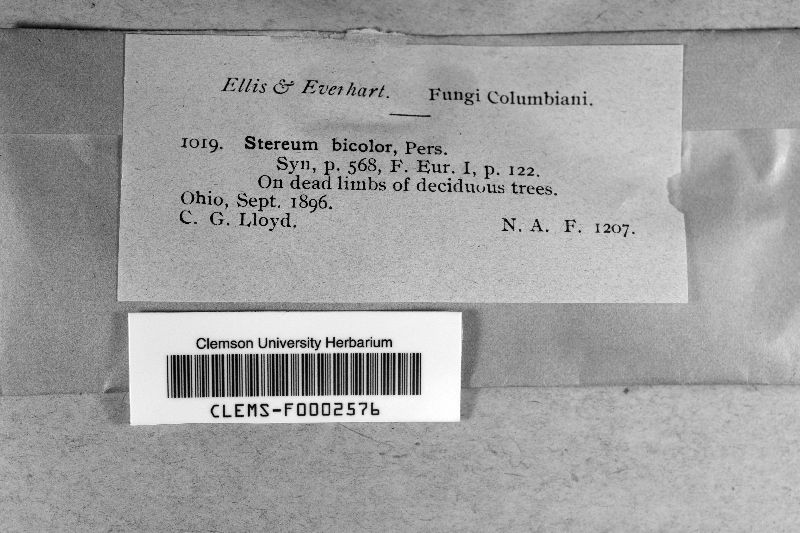 Ellis & Everhart. Fungi Columbiani.
1019. Stereum bicolor, Pers.
Syn, p. 568, F. Eur. I, p. 122.
On dead limbs of deciduous trees.
Ohio, Sept. 1896.
C. G. Lloyd. N. A. F. 1207.
Clemson University Herbarium
CLEMS-F0002576